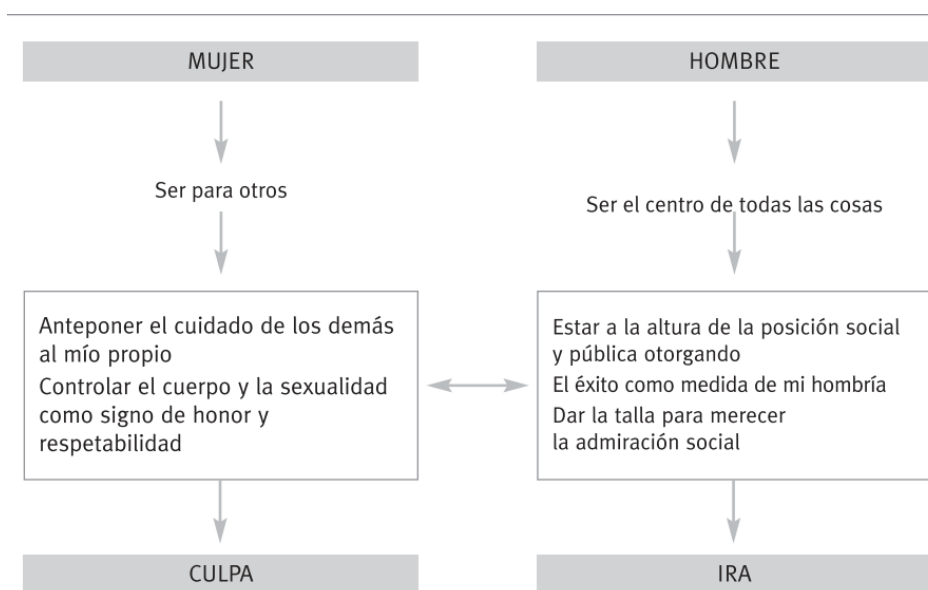 MUJER
HOMBRE
Ser para otros
Ser el centro de todas las cosas
Anteponer el cuidado de los demás
al mío propio
Controlar el cuerpo y la sexualidad
como signo de honor y
respetabilidad
Estar a la altura de la posición social
y pública otorgando
El éxito como medida de mi hombría
Dar la talla para merecer
la admiración social
CULPA
IRA